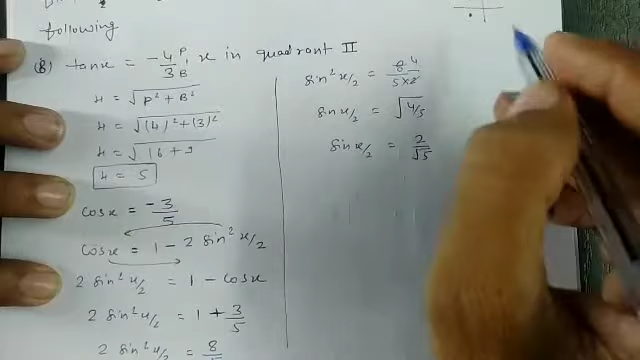 following
(8) tanx = -4/3 P/B, x in quadrant II
H = √P² + B²
H = √(4)² + (3)²
H = √16 + 9
H = 5
cosx = -3/5
cosx = 1 - 2 sin² x/2
2 sin² x/2 = 1 - cosx
2 sin² x/2 = 1 + 3/5
2 sin² x/2 = 8/5
sin² x/2 = 8 4/5 × 2
sin x/2 = √4/5
sin x/2 = 2/√5